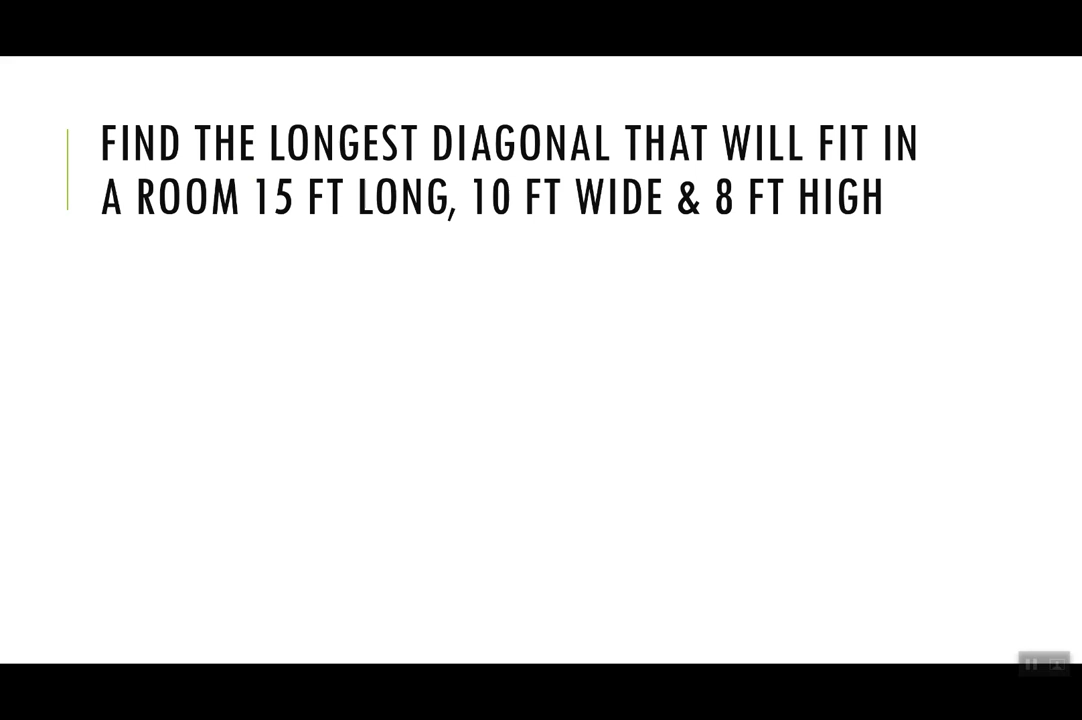 FIND THE LONGEST DIAGONAL THAT WILL FIT IN
A ROOM 15 FT LONG, 10 FT WIDE & 8 FT HIGH